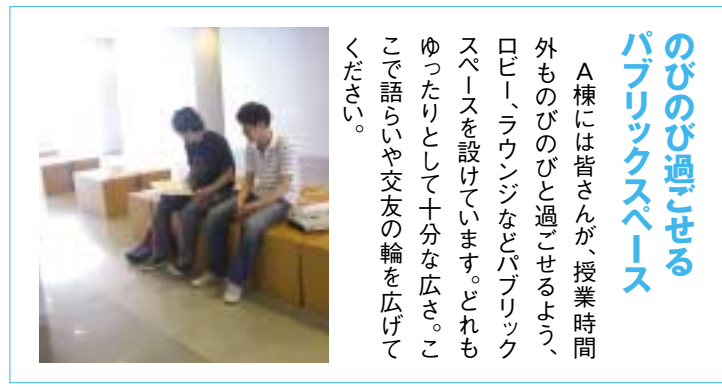 のびのび過ごせる
パブリックスペース
A棟には皆さんが、授業時間
外ものびのびと過ごせるよう、
ロビー、ラウンジなどパブリック
スペースを設けています。どれも
ゆったりとして十分な広さ。こ
こで語らいや交友の輪を広げて
ください。